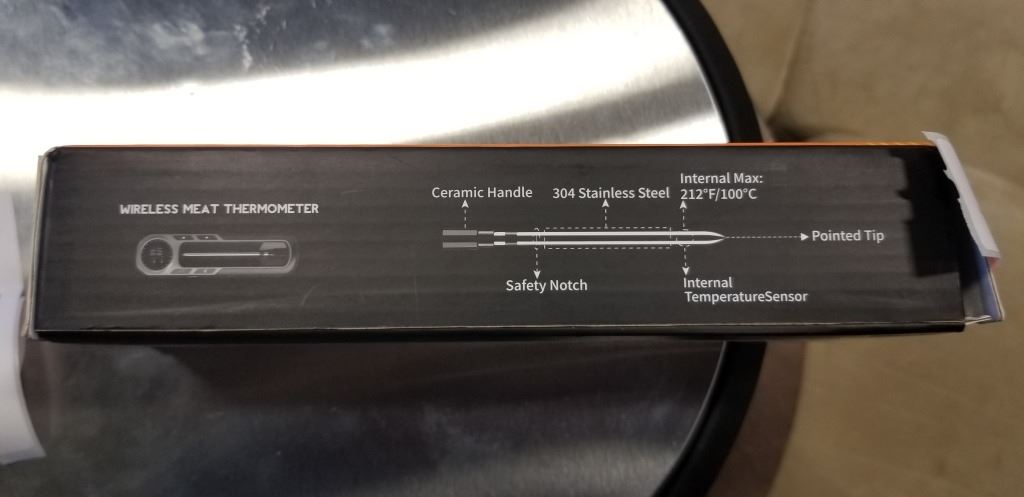 WIRELESS MEAT THERMOMETER
Ceramic Handle
304 Stainless Steel
Internal Max:
212°F/100°C
Pointed Tip
Safety Notch
Internal
TemperatureSensor